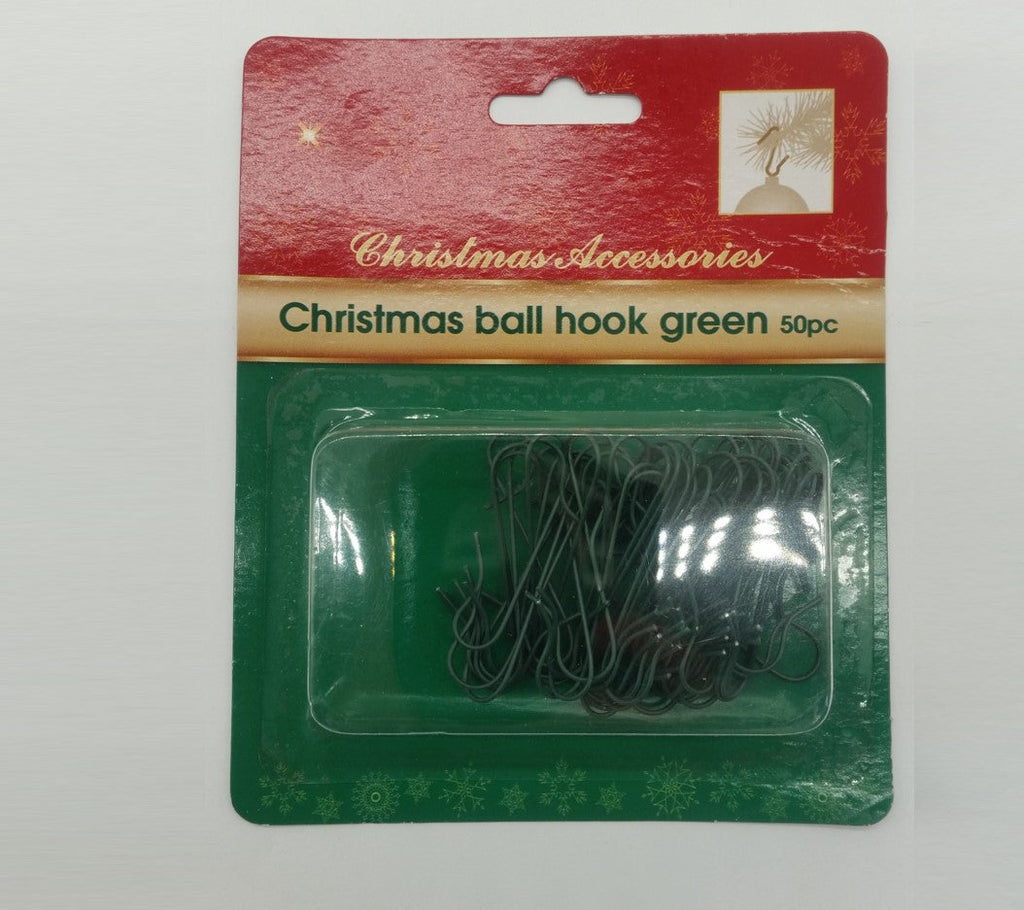 Christmas Accessories
Christmas ball hook green 50pc